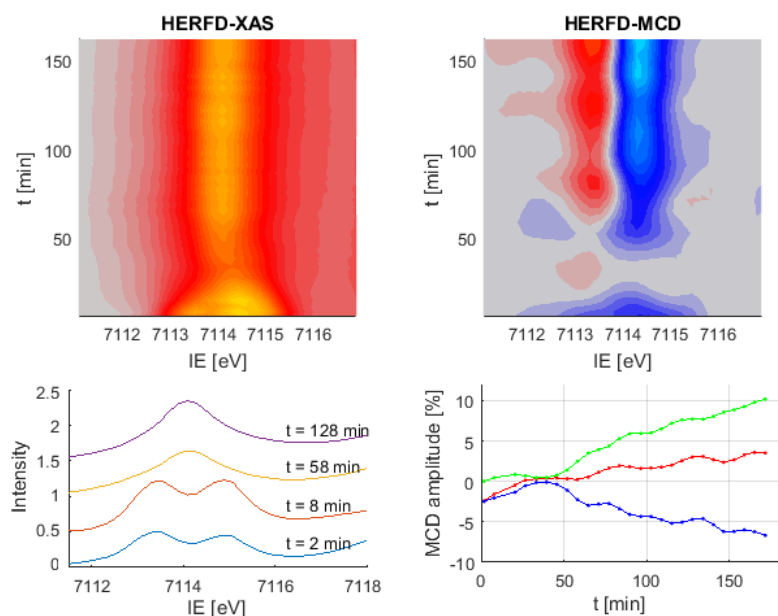 HERFD-XAS
150
100
50
t [min]
7112 7113 7114 7115 7116
IE [eV]
HERFD-MCD
150
100
50
t [min]
7112 7113 7114 7115 7116
IE [eV]
2.5
2
1.5
1
0.5
0
Intensity
t = 128 min
t = 58 min
t = 8 min
t = 2 min
7112 7114 7116 7118
IE [eV]
10
5
0
-5
-10
MCD amplitude [%]
0 50 100 150
t [min]